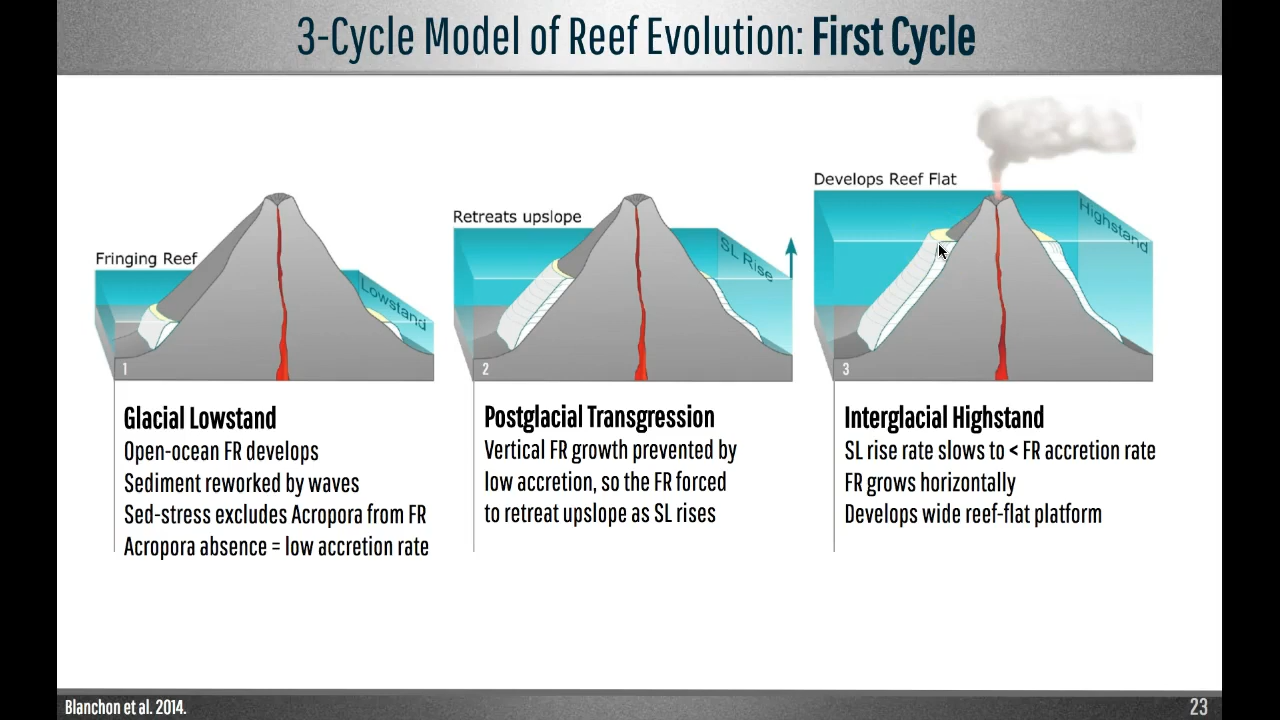 3-Cycle Model of Reef Evolution: First Cycle
Fringing Reef
Lowstand
1
Glacial Lowstand
Open-ocean FR develops
Sediment reworked by waves
Sed-stress excludes Acropora from FR
Acropora absence = low accretion rate
Retreats upslope
SL Rise
2
Postglacial Transgression
Vertical FR growth prevented by
low accretion, so the FR forced
to retreat upslope as SL rises
Develops Reef Flat
Highstand
3
Interglacial Highstand
SL rise rate slows to < FR accretion rate
FR grows horizontally
Develops wide reef-flat platform
Blanchon et al. 2014.
23